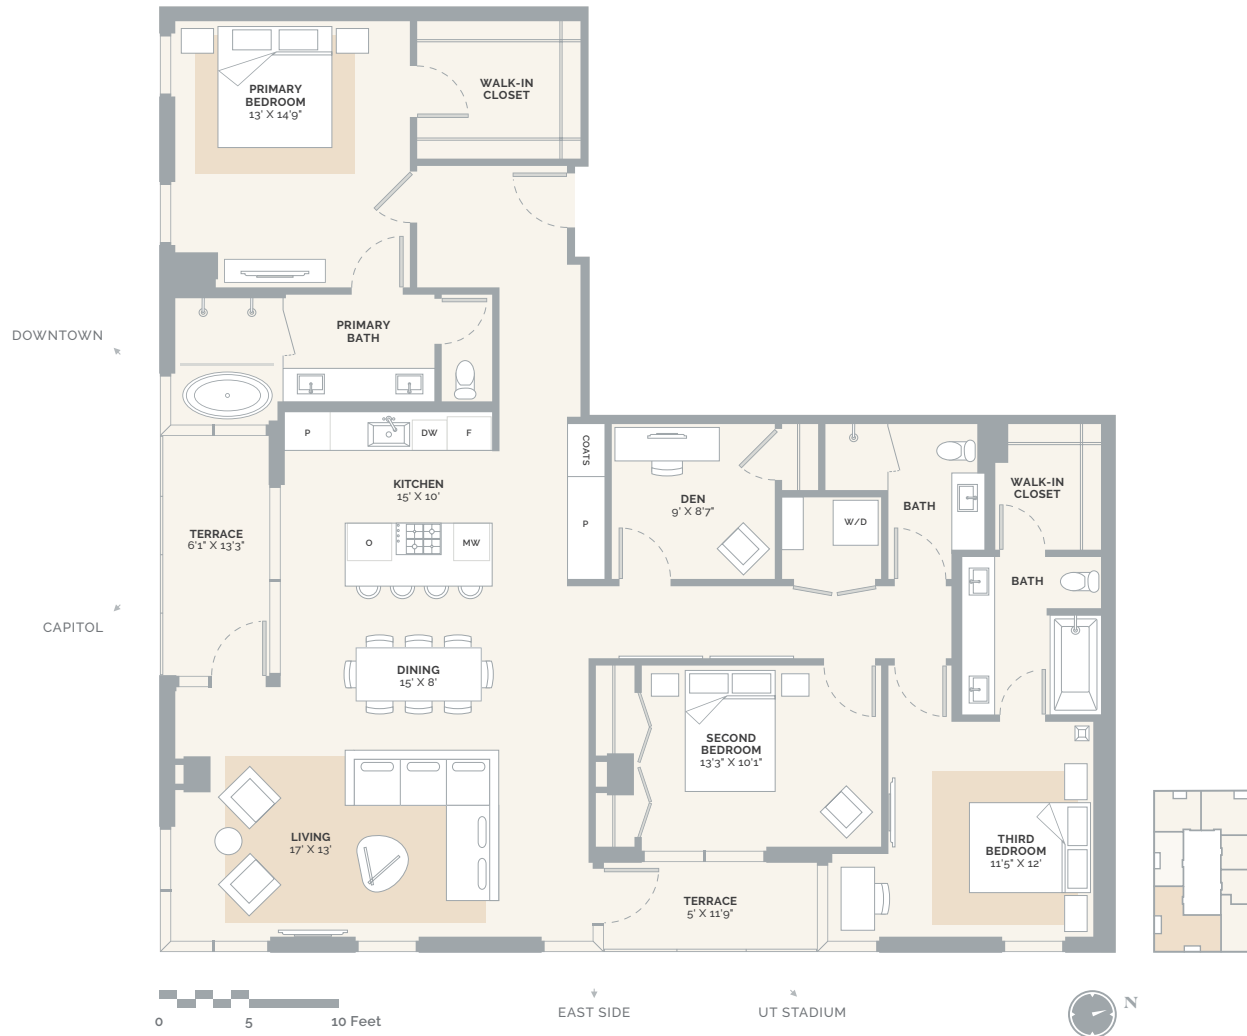 PRIMARY
BEDROOM
13' X 14'9"
WALK-IN
CLOSET
DOWNTOWN
PRIMARY
BATH
P
DW
F
COATS
KITCHEN
15' X 10'
DEN
9' X 8'7"
WALK-IN
CLOSET
BATH
TERRACE
6'1" X 13'3"
O
MW
P
W/D
BATH
CAPITOL
DINING
15' X 8'
SECOND
BEDROOM
13'3" X 10'1"
LIVING
17' X 13'
THIRD
BEDROOM
11'5" X 12'
TERRACE
5' X 11'9"
0 5 10 Feet
EAST SIDE
UT STADIUM
N